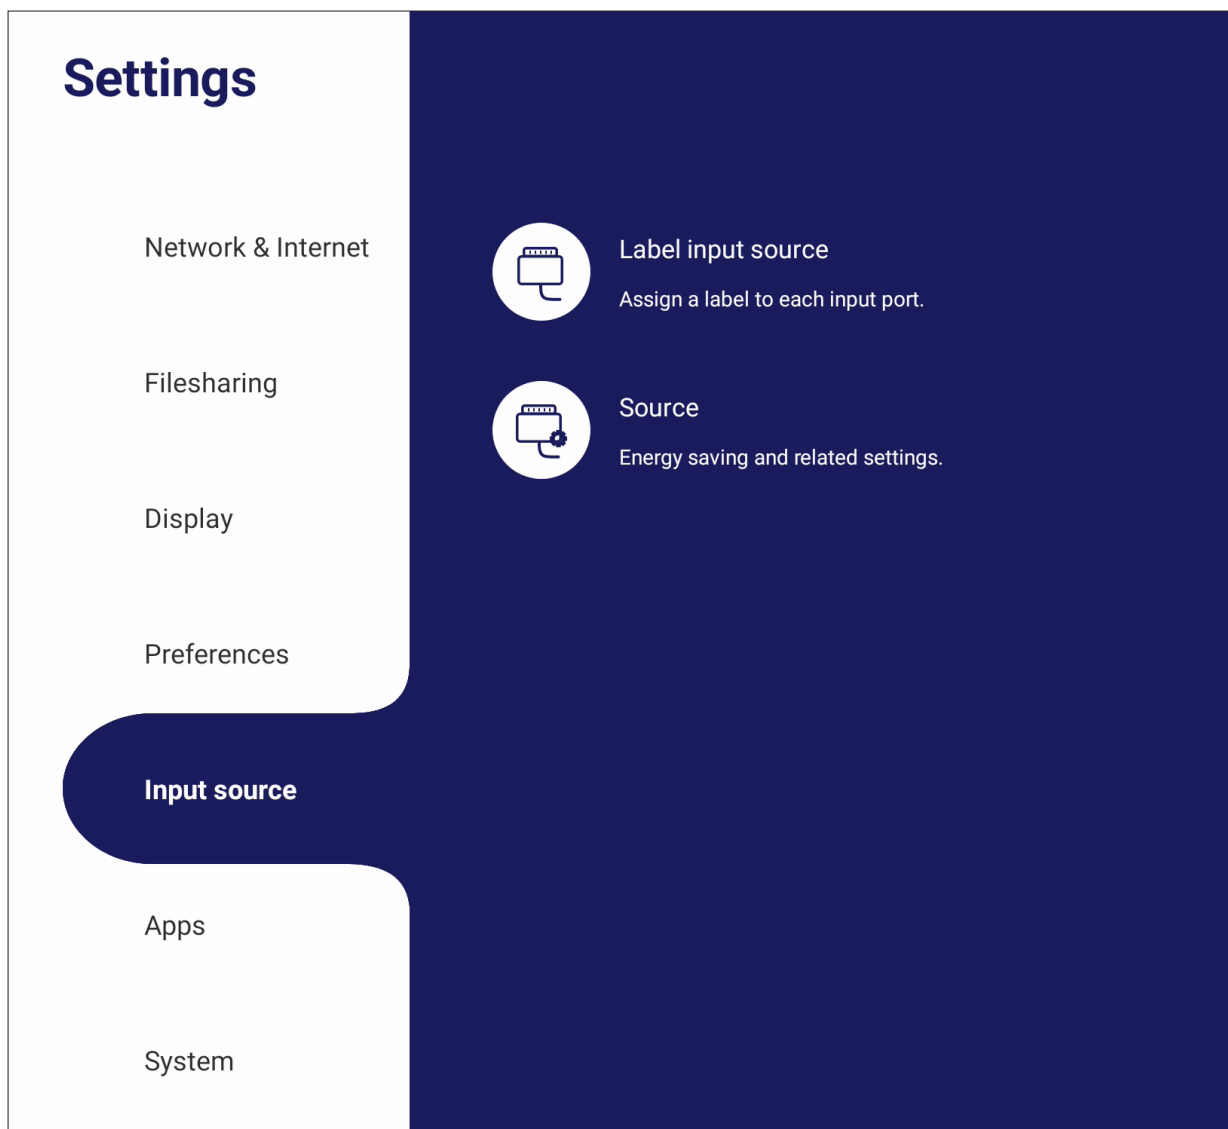 Settings
Network & Internet
Filesharing
Display
Preferences
Input source
Apps
System
Label input source
Assign a label to each input port.
Source
Energy saving and related settings.